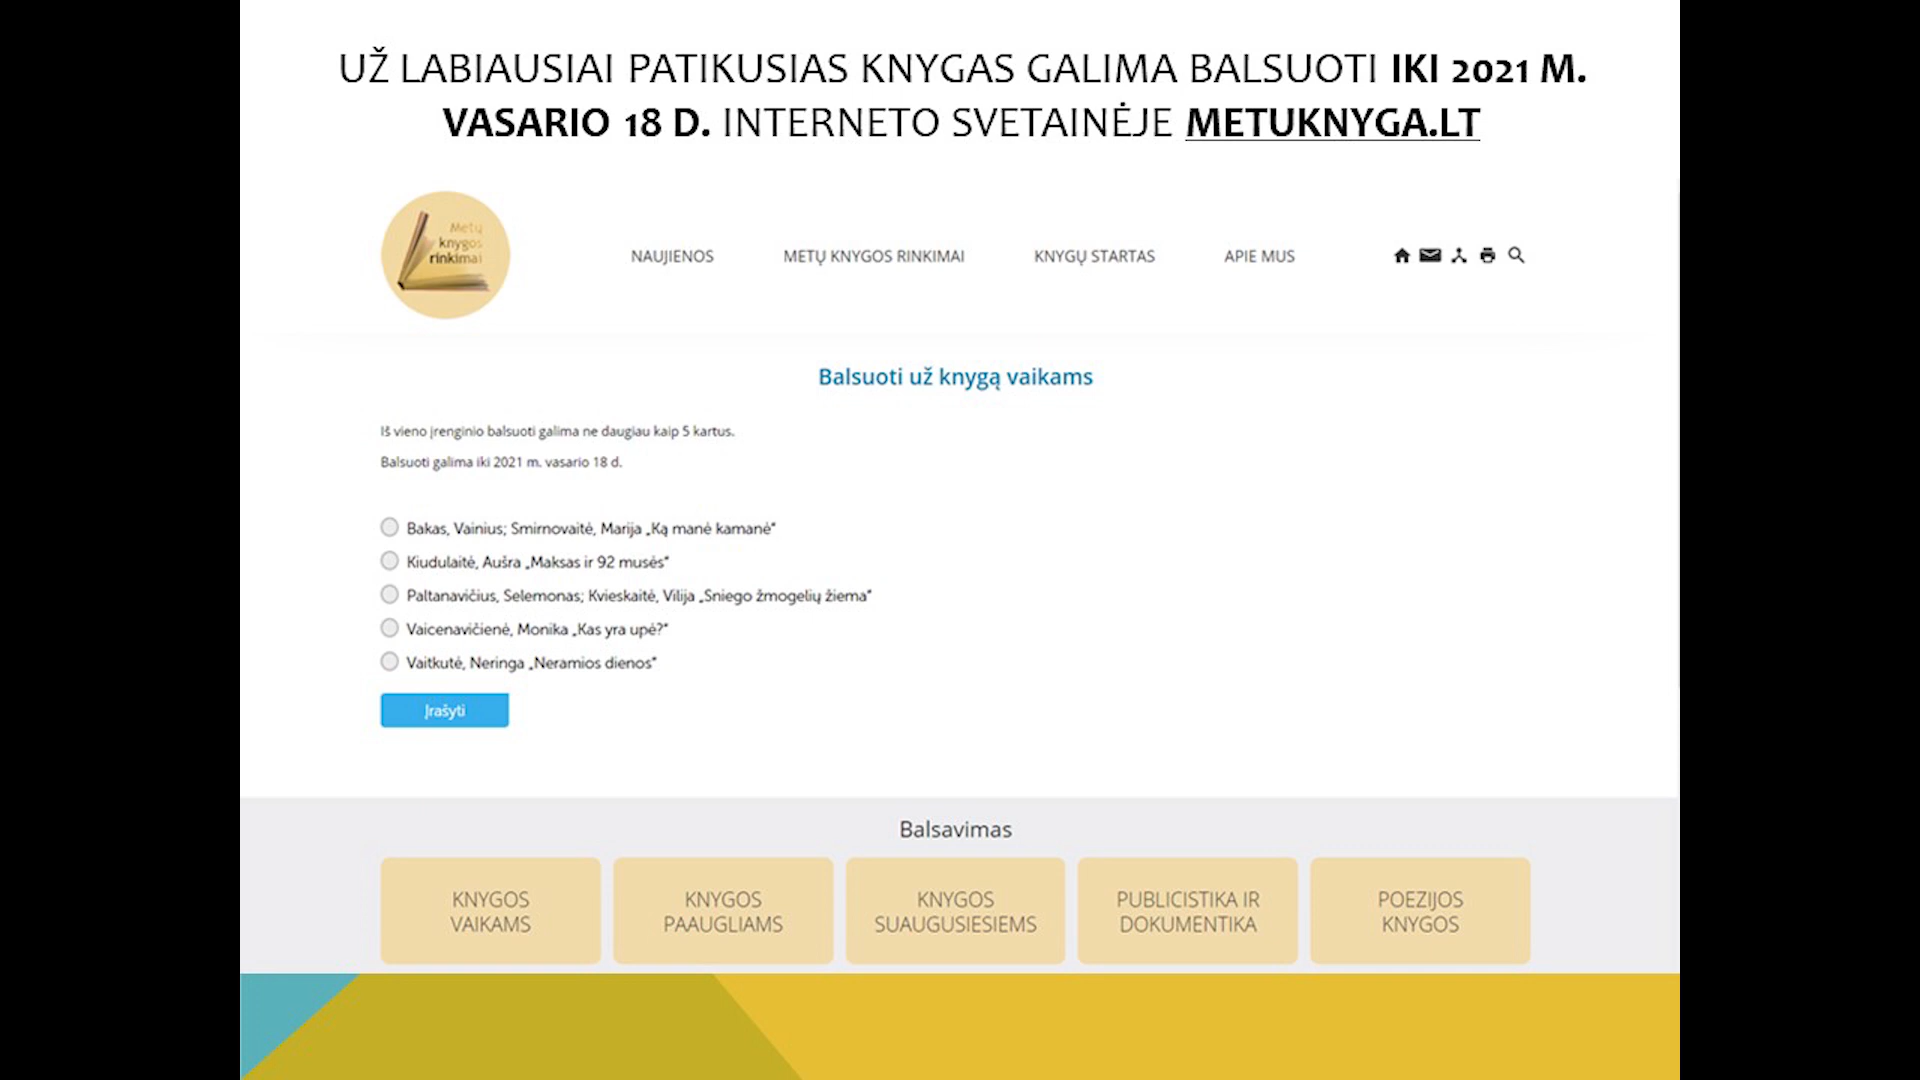 UŽ LABIAUSIAI PATIKUSIAS KNYGAS GALIMA BALSUOTI IKI 2021 M.
VASARIO 18 D. INTERNETO SVETAINĖJE METUKNYGA.LT
Metų
knygos
rinkimai
NAUJIENOS
METŲ KNYGOS RINKIMAI
KNYGŲ STARTAS
APIE MUS
Balsuoti už knygą vaikams
Iš vieno įrenginio balsuoti galima ne daugiau kaip 5 kartus.
Balsuoti galima iki 2021 m. vasario 18 d.
Bakas, Vainius; Smirnovaitė, Marija „Ką manė kamanė“
Kiudulaitė, Aušra „Maksas ir 92 musės“
Paltanavičius, Selemonas; Kvieskaitė, Vilija „Sniego žmogelių žiema“
Vaicenavičienė, Monika „Kas yra upė?“
Vaitkutė, Neringa „Neramios dienos“
Įrašyti
Balsavimas
KNYGOS
VAIKAMS
KNYGOS
PAAUGLIAMS
KNYGOS
SUAUGUSIESIEMS
PUBLICISTIKA IR
DOKUMENTIKA
POEZIJOS
KNYGOS